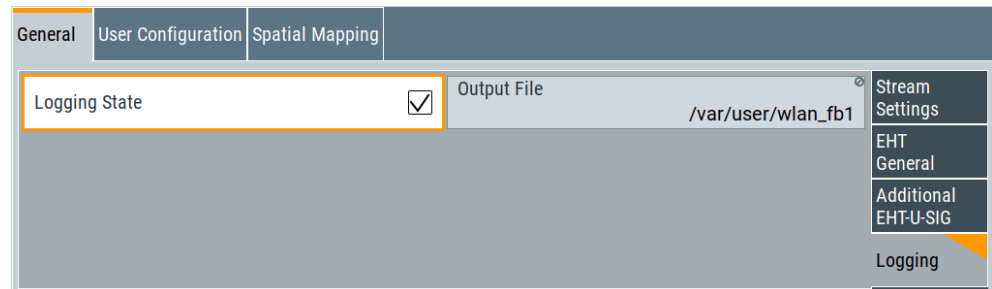 General
User Configuration
Spatial Mapping
Logging State
Output File
/var/user/wlan_fb1
Stream
Settings
EHT
General
Additional
EHT-U-SIG
Logging